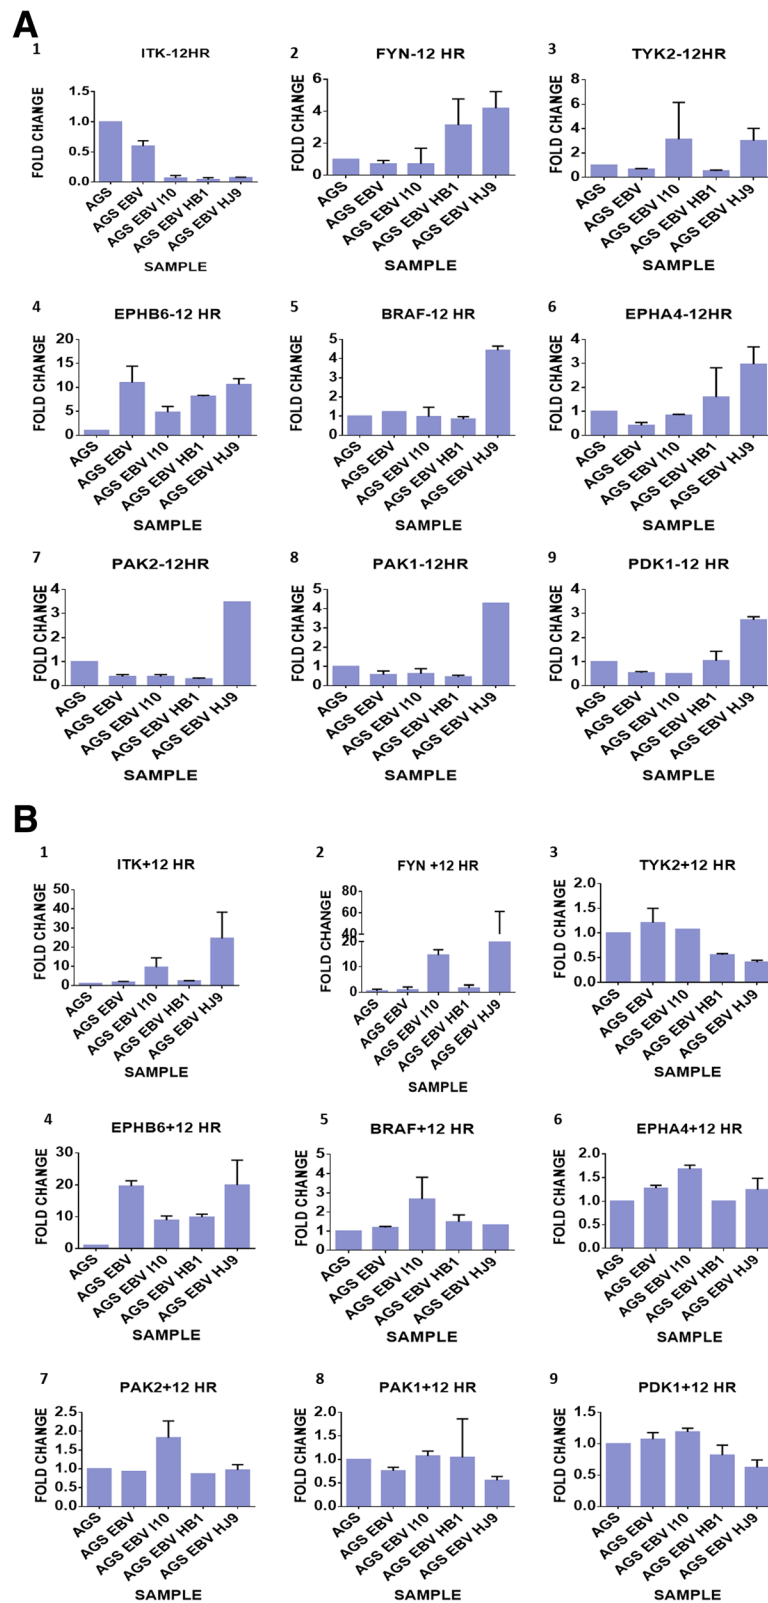 A
1
ITK-12HR
FOLD CHANGE
1.5
1.0
0.5
0.0
AGS
AGS EBV
AGS EBV I10
AGS EBV HB1
AGS EBV HJ9
SAMPLE
2
FYN-12 HR
FOLD CHANGE
6
4
2
0
AGS
AGS EBV
AGS EBV I10
AGS EBV HB1
AGS EBV HJ9
SAMPLE
3
TYK2-12HR
FOLD CHANGE
8
6
4
2
0
AGS
AGS EBV
AGS EBV I10
AGS EBV HB1
AGS EBV HJ9
SAMPLE
4
EPHB6-12 HR
FOLD CHANGE
20
15
10
5
0
AGS
AGS EBV
AGS EBV I10
AGS EBV HB1
AGS EBV HJ9
SAMPLE
5
BRAF-12 HR
FOLD CHANGE
5
4
3
2
1
0
AGS
AGS EBV
AGS EBV I10
AGS EBV HB1
AGS EBV HJ9
SAMPLE
6
EPHA4-12HR
FOLD CHANGE
4
3
2
1
0
AGS
AGS EBV
AGS EBV I10
AGS EBV HB1
AGS EBV HJ9
SAMPLE
7
PAK2-12HR
FOLD CHANGE
4
3
2
1
0
AGS
AGS EBV
AGS EBV I10
AGS EBV HB1
AGS EBV HJ9
SAMPLE
8
PAK1-12HR
FOLD CHANGE
5
4
3
2
1
0
AGS
AGS EBV
AGS EBV I10
AGS EBV HB1
AGS EBV HJ9
SAMPLE
9
PDK1-12 HR
FOLD CHANGE
4
3
2
1
0
AGS
AGS EBV
AGS EBV I10
AGS EBV HB1
AGS EBV HJ9
SAMPLE
B
1
ITK+12 HR
FOLD CHANGE
50
40
30
20
10
0
AGS
AGS EBV
AGS EBV I10
AGS EBV HB1
AGS EBV HJ9
SAMPLE
2
FYN +12 HR
FOLD CHANGE
80
60
40
20
10
0
AGS
AGS EBV
AGS EBV I10
AGS EBV HB1
AGS EBV HJ9
SAMPLE
3
TYK2+12 HR
FOLD CHANGE
2.0
1.5
1.0
0.5
0.0
AGS
AGS EBV
AGS EBV I10
AGS EBV HB1
AGS EBV HJ9
SAMPLE
4
EPHB6+12 HR
FOLD CHANGE
30
20
10
0
AGS
AGS EBV
AGS EBV I10
AGS EBV HB1
AGS EBV HJ9
SAMPLE
5
BRAF+12 HR
FOLD CHANGE
5
4
3
2
1
0
AGS
AGS EBV
AGS EBV I10
AGS EBV HB1
AGS EBV HJ9
SAMPLE
6
EPHA4+12 HR
FOLD CHANGE
2.0
1.5
1.0
0.5
0.0
AGS
AGS EBV
AGS EBV I10
AGS EBV HB1
AGS EBV HJ9
SAMPLE
7
PAK2+12 HR
FOLD CHANGE
2.5
2.0
1.5
1.0
0.5
0.0
AGS
AGS EBV
AGS EBV I10
AGS EBV HB1
AGS EBV HJ9
SAMPLE
8
PAK1+12 HR
FOLD CHANGE
2.0
1.5
1.0
0.5
0.0
AGS
AGS EBV
AGS EBV I10
AGS EBV HB1
AGS EBV HJ9
SAMPLE
9
PDK1+12 HR
FOLD CHANGE
1.5
1.0
0.5
0.0
AGS
AGS EBV
AGS EBV I10
AGS EBV HB1
AGS EBV HJ9
SAMPLE